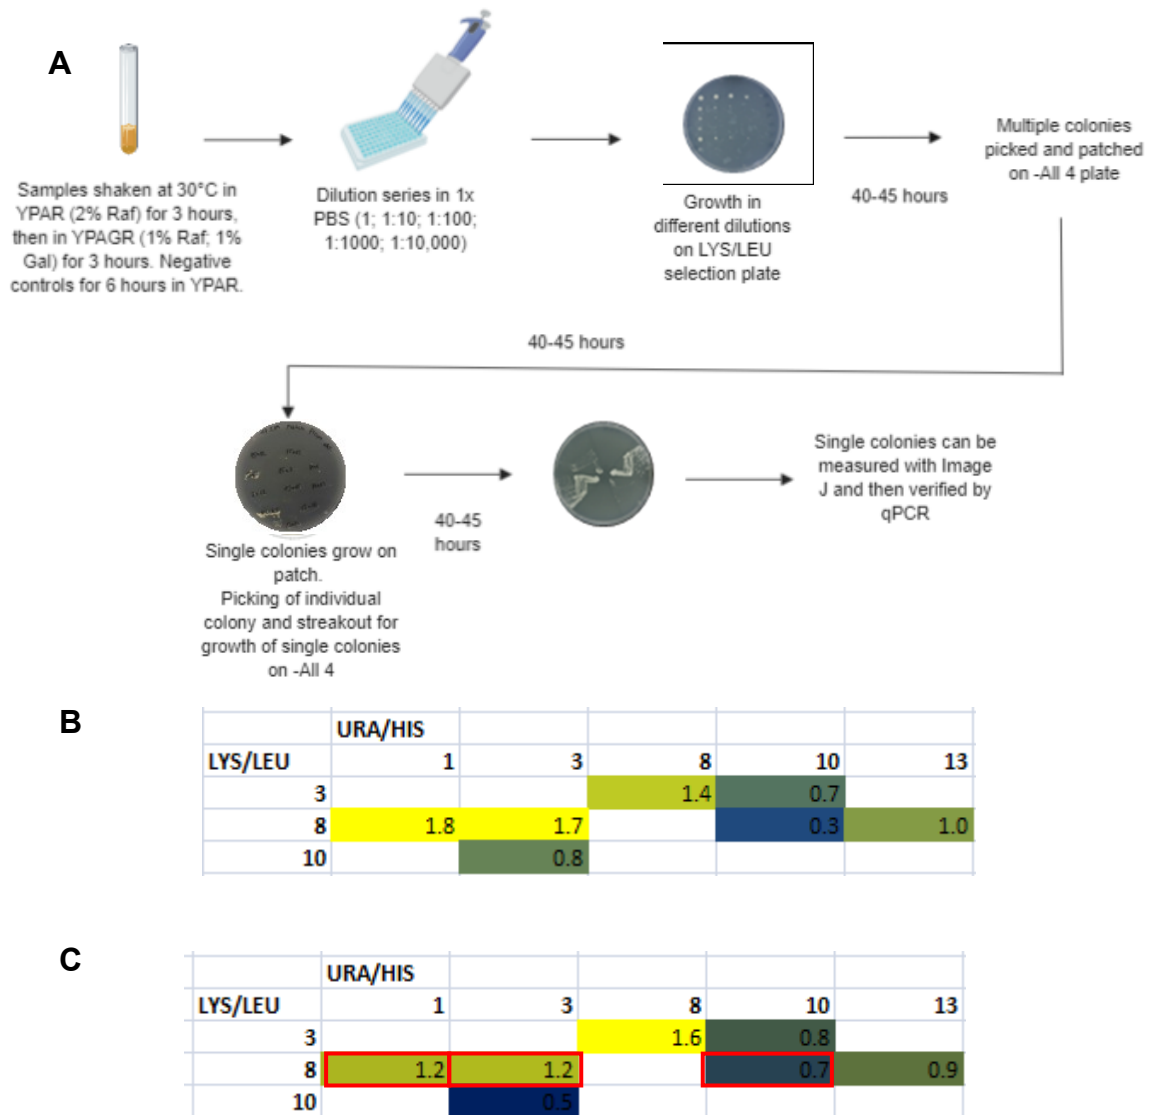 A
Samples shaken at 30°C in
YPAR (2% Raf) for 3 hours,
then in YPAGR (1% Raf; 1%
Gal) for 3 hours. Negative
controls for 6 hours in YPAR.
Dilution series in 1x
PBS (1; 1:10; 1:100;
1:1000; 1:10,000)
Growth in
different dilutions
on LYS/LEU
selection plate
40-45 hours
Multiple colonies
picked and patched
on -All 4 plate
40-45 hours
Single colonies grow on
patch.
Picking of individual
colony and streakout for
growth of single colonies
on -All 4
40-45
hours
Single colonies can be
measured with Image
J and then verified by
qPCR
B
URA/HIS
LYS/LEU 1 3 8 10 13
3 1.4 0.7
8 1.8 1.7 0.3 1.0
10 0.8
C
URA/HIS
LYS/LEU 1 3 8 10 13
3 1.6 0.8
8 1.2 1.2 0.7 0.9
10 0.5